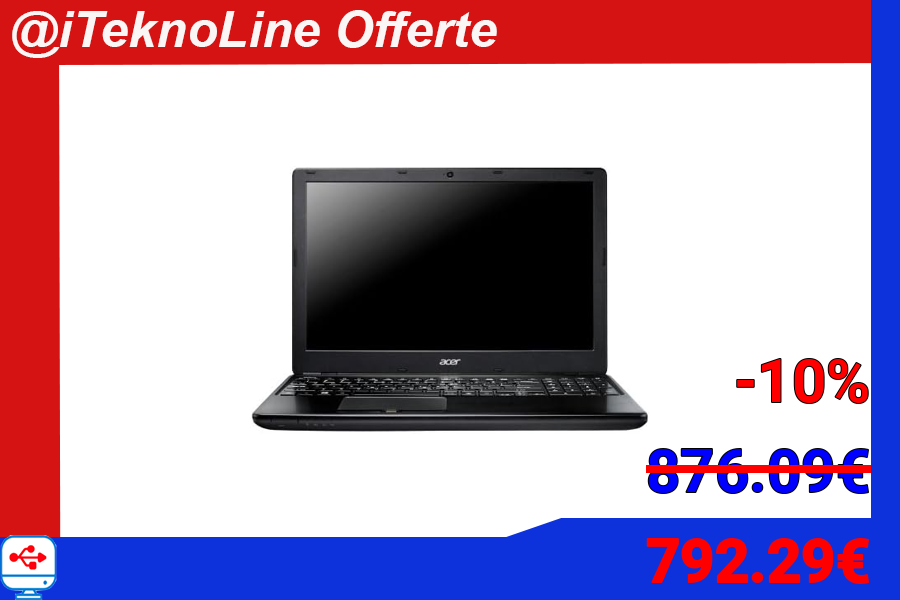 @iTeknoLine Offerte
acer
-10%
876.09€
792.29€